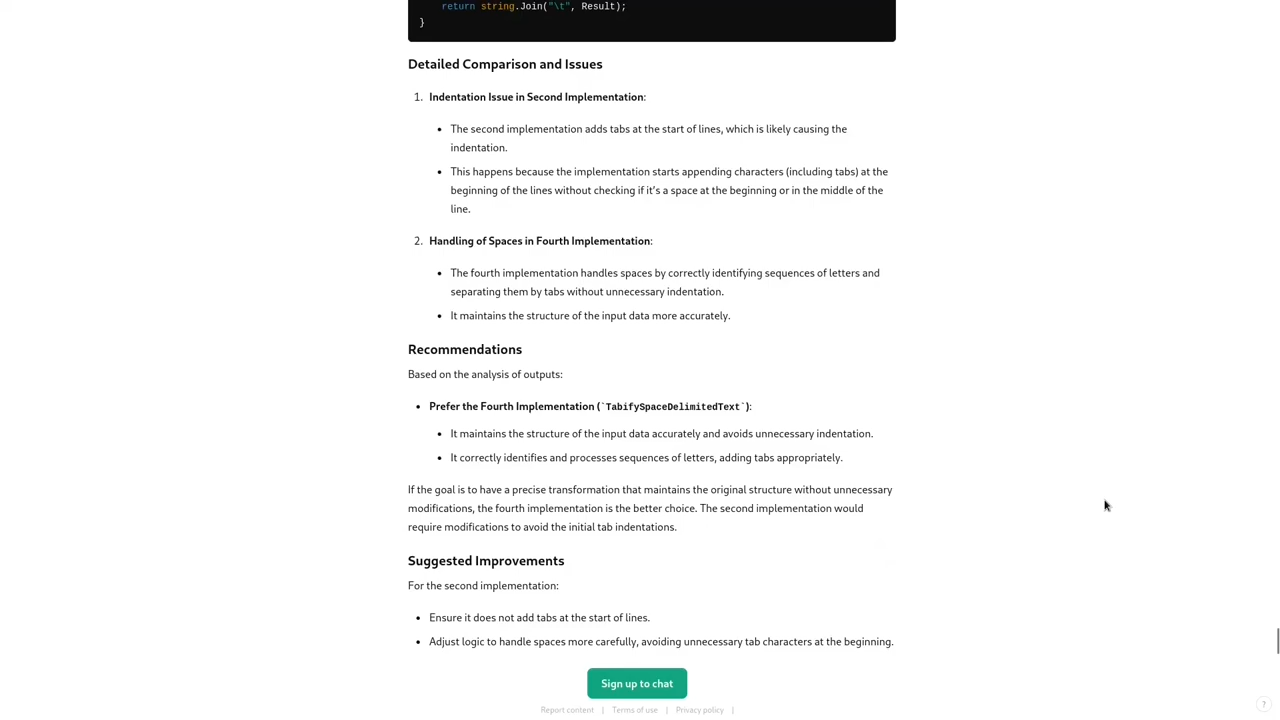 return string.Join("\t", Result);
}
Detailed Comparison and Issues
1. Indentation Issue in Second Implementation:
• The second implementation adds tabs at the start of lines, which is likely causing the
indentation.
• This happens because the implementation starts appending characters (including tabs) at the
beginning of the lines without checking if it's a space at the beginning or in the middle of the
line.
2. Handling of Spaces in Fourth Implementation:
• The fourth implementation handles spaces by correctly identifying sequences of letters and
separating them by tabs without unnecessary indentation.
• It maintains the structure of the input data more accurately.
Recommendations
Based on the analysis of outputs:
• Prefer the Fourth Implementation (`TabifySpaceDelimitedText`):
• It maintains the structure of the input data accurately and avoids unnecessary indentation.
• It correctly identifies and processes sequences of letters, adding tabs appropriately.
If the goal is to have a precise transformation that maintains the original structure without unnecessary
modifications, the fourth implementation is the better choice. The second implementation would
require modifications to avoid the initial tab indentations.
Suggested Improvements
For the second implementation:
• Ensure it does not add tabs at the start of lines.
• Adjust logic to handle spaces more carefully, avoiding unnecessary tab characters at the beginning.
Sign up to chat
Report content | Terms of use | Privacy policy |
?